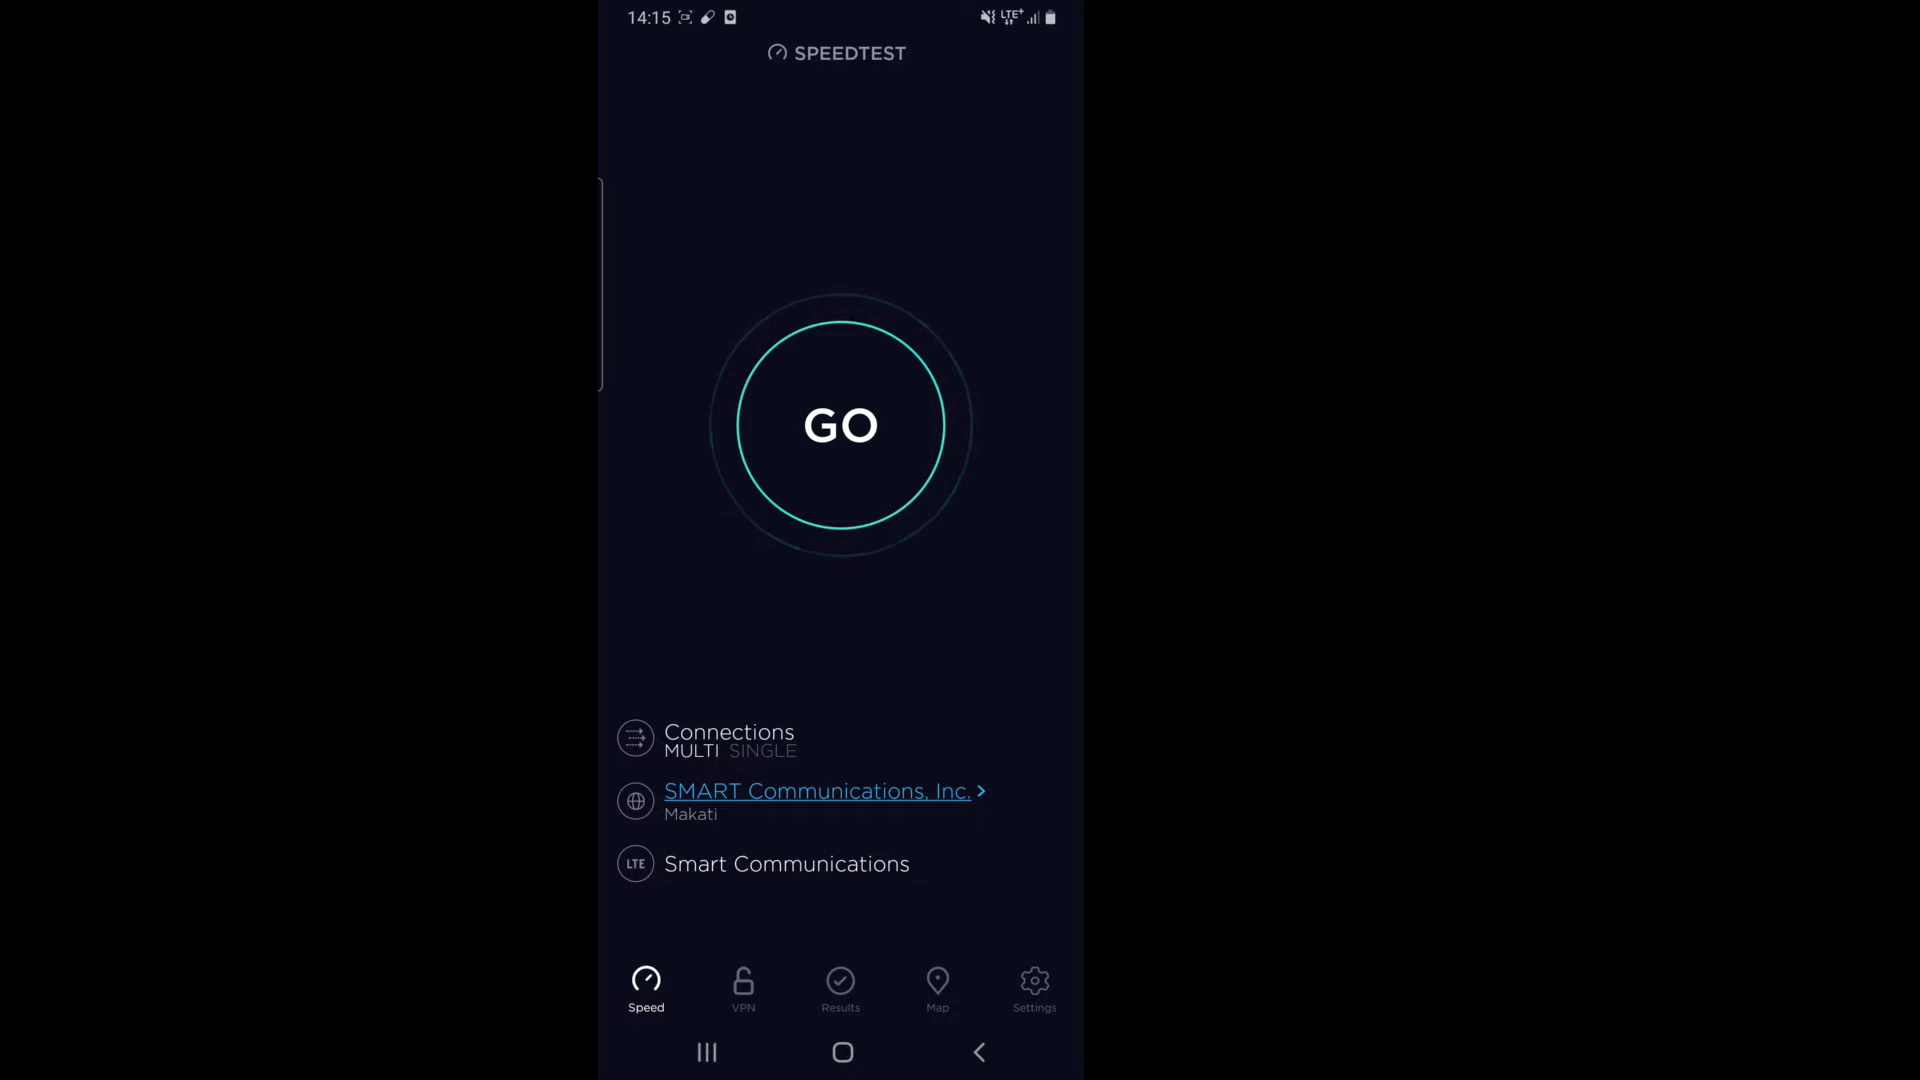 14:15 LTE+
SPEEDTEST
GO
Connections
MULTI SINGLE
SMART Communications, Inc. >
Makati
LTE Smart Communications
Speed VPN Results Map Settings